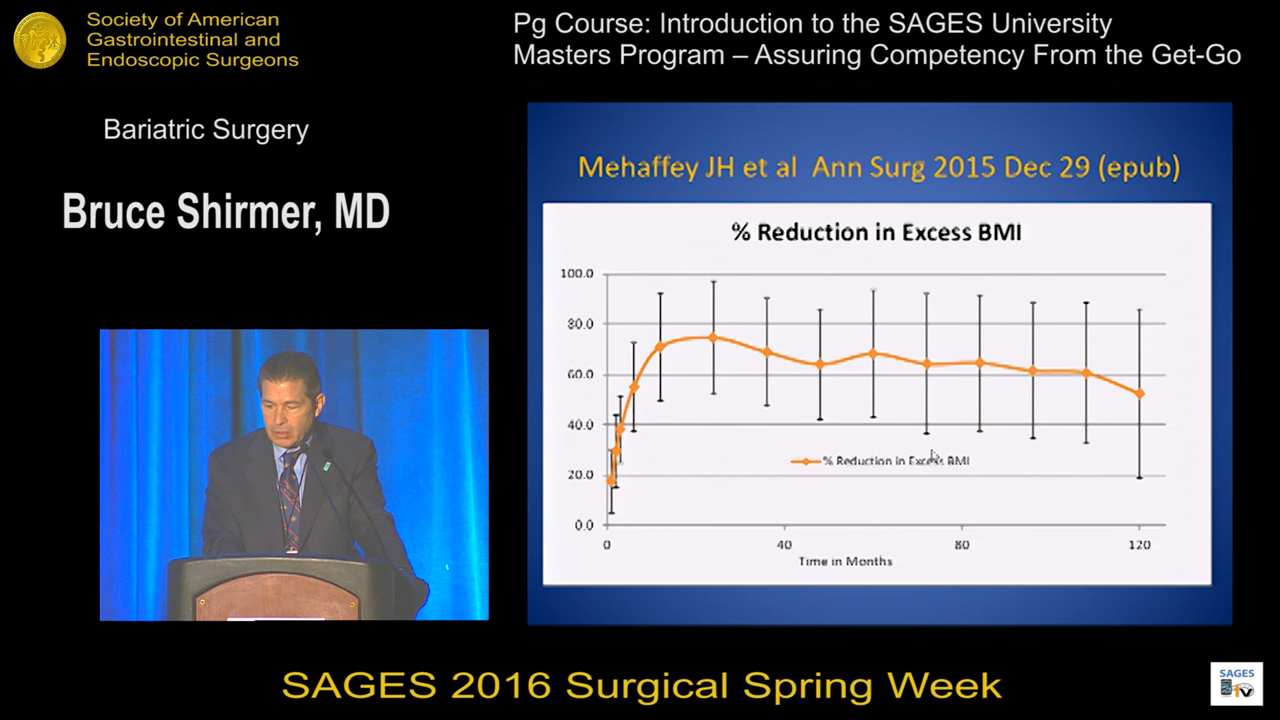 Society of American
Gastrointestinal and
Endoscopic Surgeons
Pg Course: Introduction to the SAGES University
Masters Program – Assuring Competency From the Get-Go
Bariatric Surgery
Bruce Shirmer, MD
Mehaffey JH et al Ann Surg 2015 Dec 29 (epub)
% Reduction in Excess BMI
100.0
80.0
60.0
40.0
20.0
0.0
% Reduction in Excess BMI
0 40 80 120
Time in Months
SAGES 2016 Surgical Spring Week
SAGES
TV